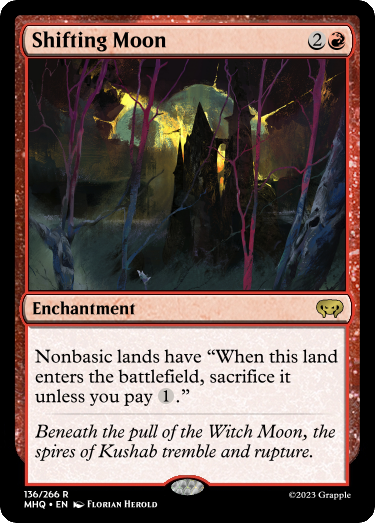 Shifting Moon 2
Enchantment
Nonbasic lands have “When this land
enters the battlefield, sacrifice it
unless you pay 1.”
Beneath the pull of the Witch Moon, the
spires of Kushab tremble and rupture.
136/266 R
MHQ • EN Florian Herold ©2023 Grapple